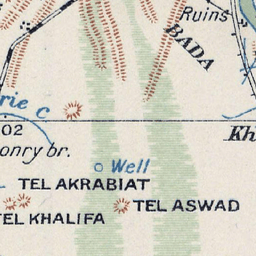 Ruins
BADA
rie C
02
Kh
onry br.
Well
TEL AKRABIAT
TEL ASWAD
TEL KHALIFA